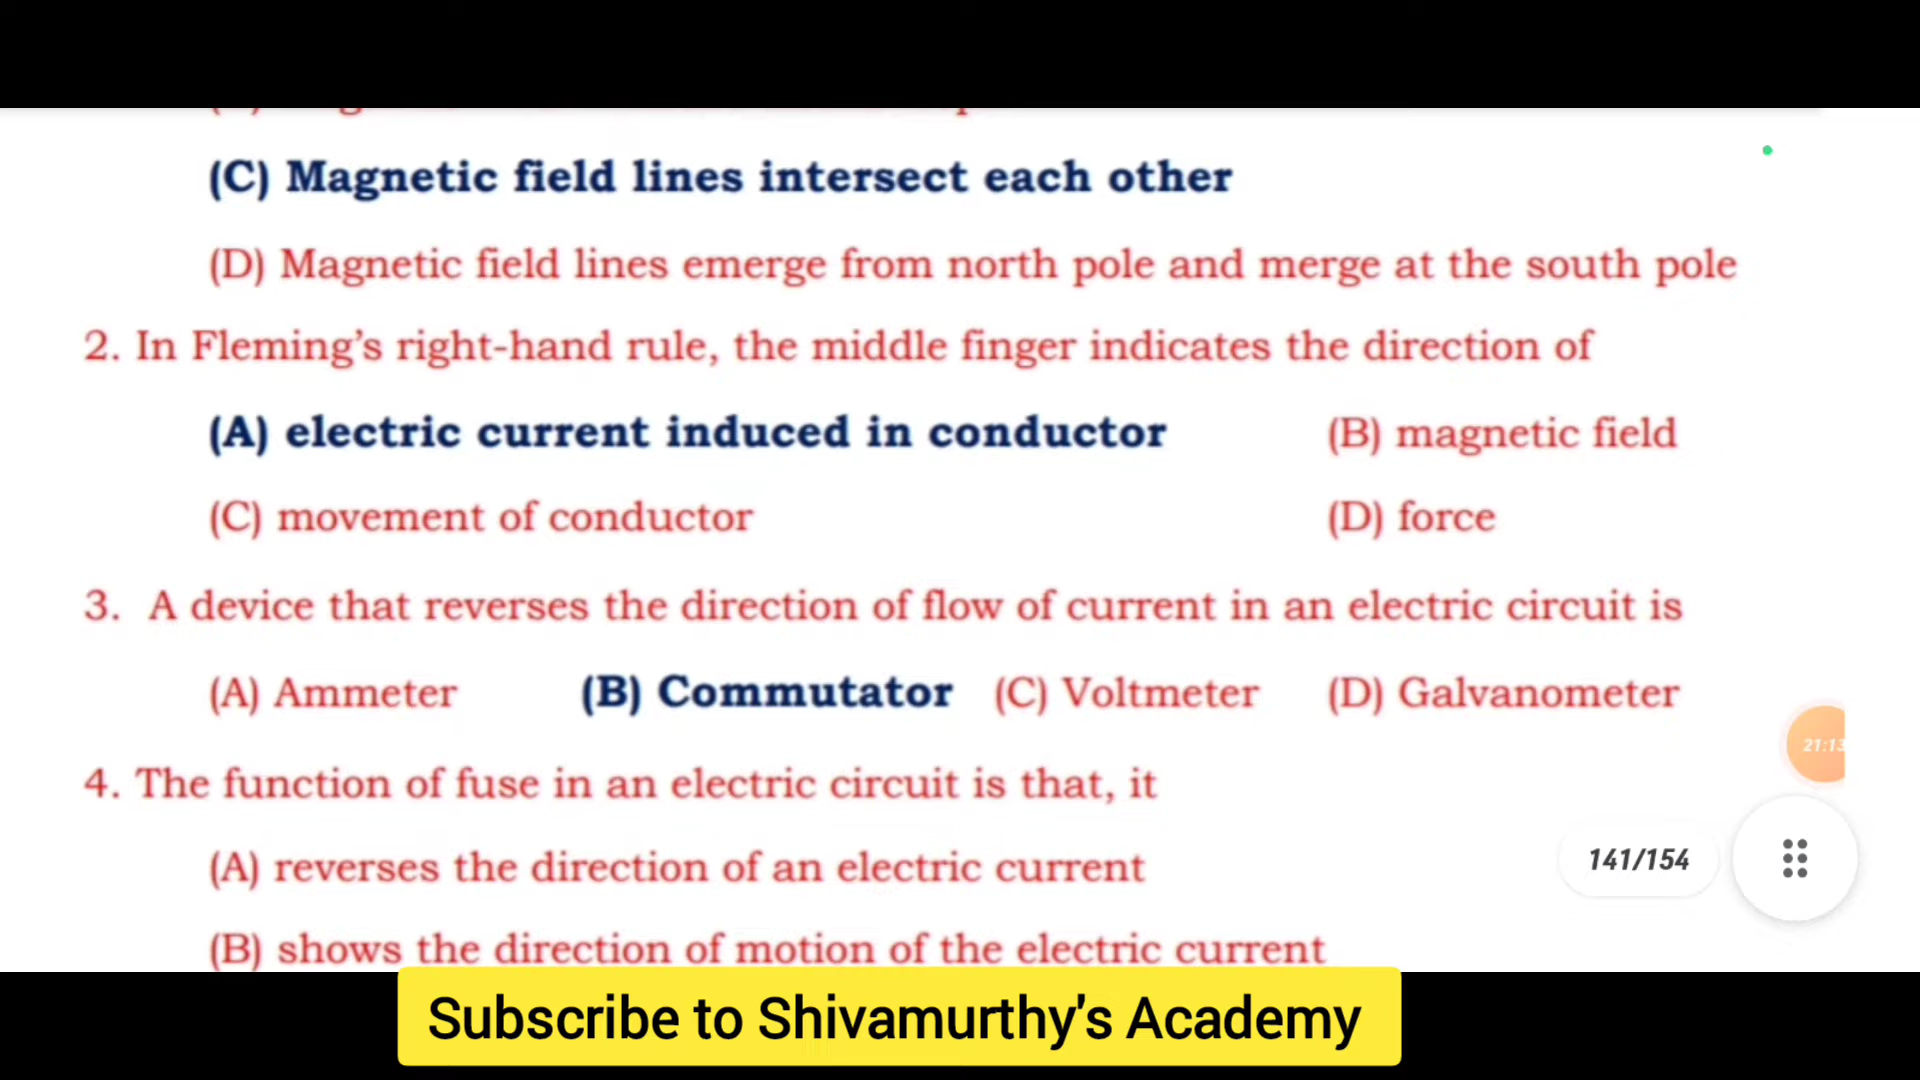 (C) Magnetic field lines intersect each other
(D) Magnetic field lines emerge from north pole and merge at the south pole
2. In Fleming's right-hand rule, the middle finger indicates the direction of
(A) electric current induced in conductor (B) magnetic field
(C) movement of conductor (D) force
3. A device that reverses the direction of flow of current in an electric circuit is
(A) Ammeter (B) Commutator (C) Voltmeter (D) Galvanometer
21:13
4. The function of fuse in an electric circuit is that, it
(A) reverses the direction of an electric current
141/154
(B) shows the direction of motion of the electric current
Subscribe to Shivamurthy's Academy